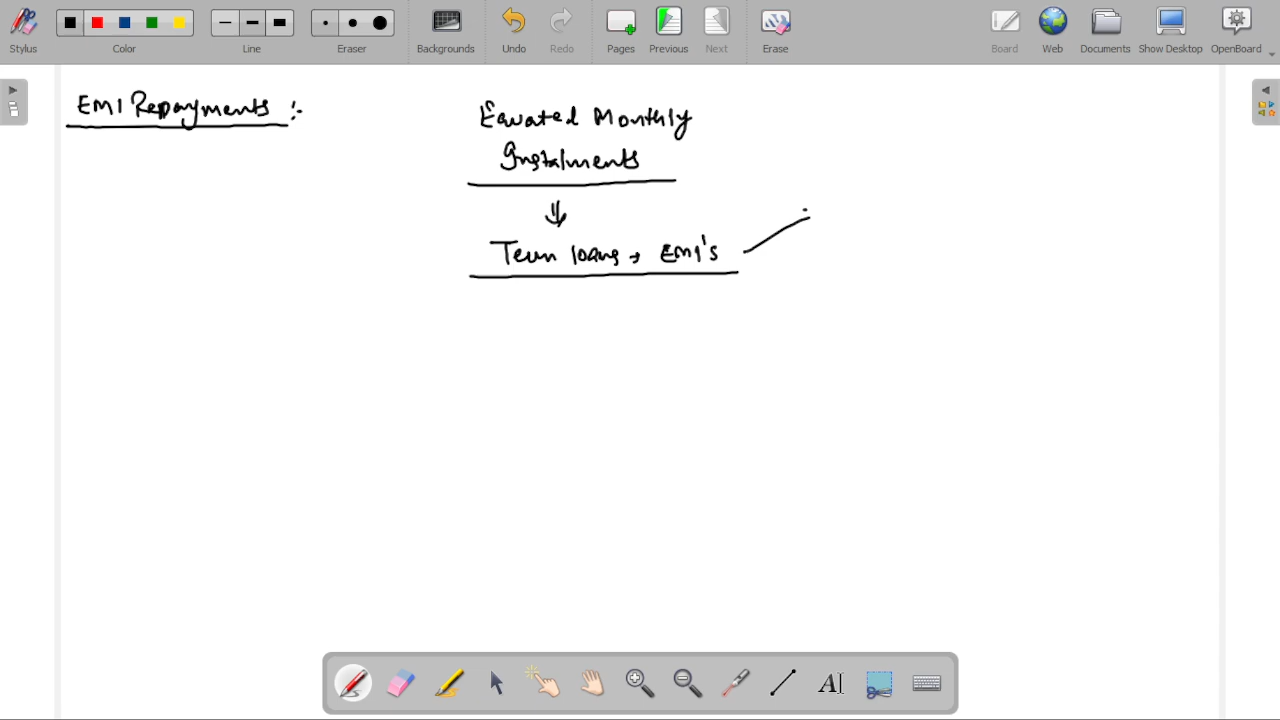 Stylus Color Line Eraser Backgrounds Undo Redo Pages Previous Next Erase Board Web Documents Show Desktop OpenBoard
EMI Repayments :-
Equated Monthly
Instalments
⇓
Term loans → EMI's
AI